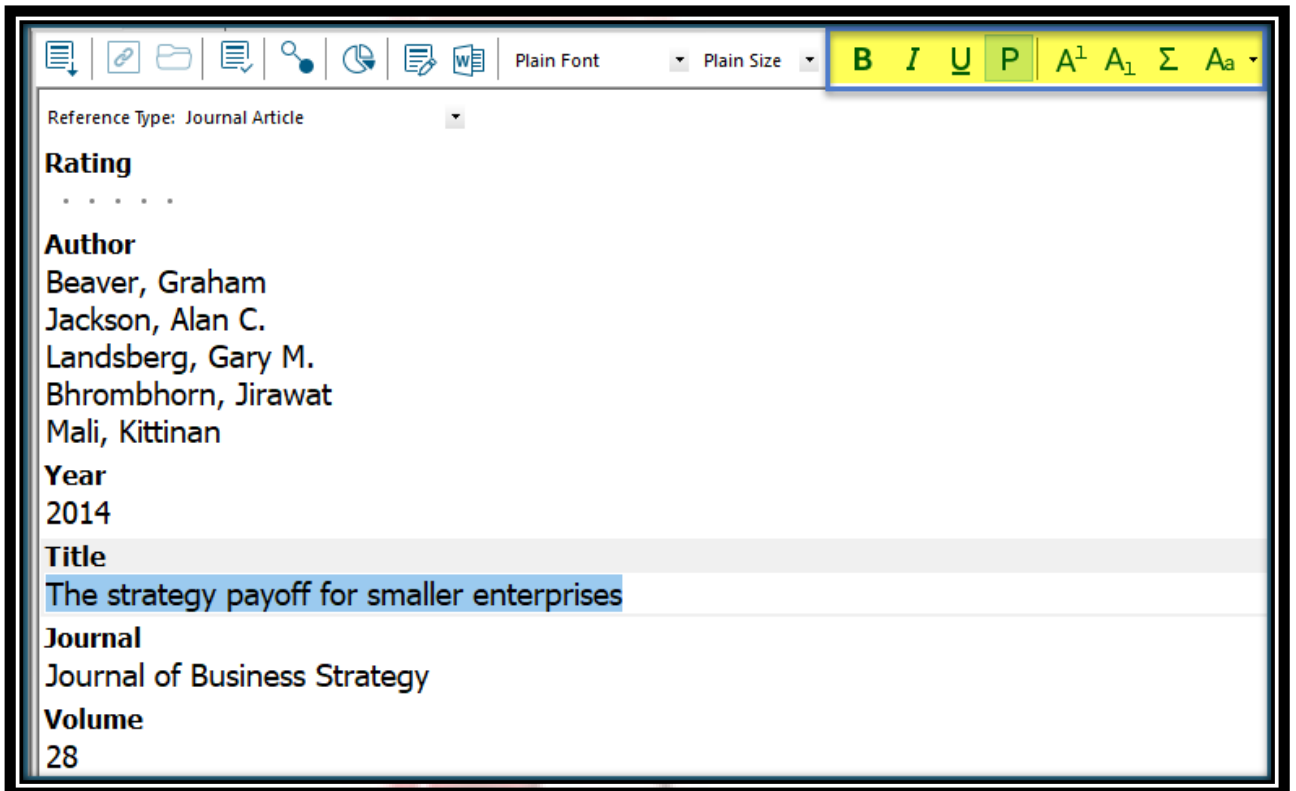 Plain Font Plain Size B I U P A¹ A₁ Σ Aa
Reference Type: Journal Article
Rating
Author
Beaver, Graham
Jackson, Alan C.
Landsberg, Gary M.
Bhrombhorn, Jirawat
Mali, Kittinan
Year
2014
Title
The strategy payoff for smaller enterprises
Journal
Journal of Business Strategy
Volume
28